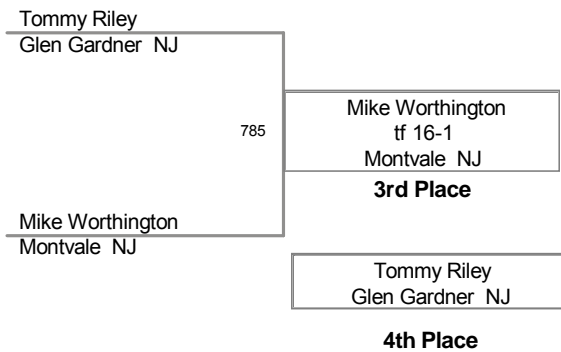 Tommy Riley
Glen Gardner NJ
785
Mike Worthington
tf 16-1
Montvale NJ
3rd Place
Mike Worthington
Montvale NJ
Tommy Riley
Glen Gardner NJ
4th Place